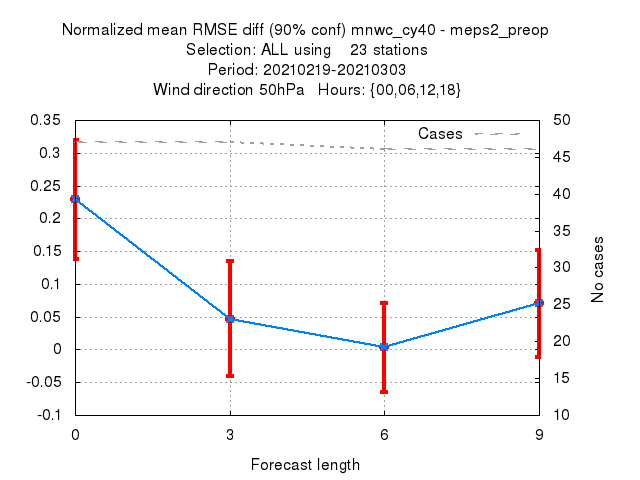 Normalized mean RMSE diff (90% conf) mnwc_cy40 - meps2_preop
Selection: ALL using    23 stations
Period: 20210219-20210303
Wind direction 50hPa   Hours: {00,06,12,18}
Cases
0.35
0.3
0.25
0.2
0.15
0.1
0.05
0
-0.05
-0.1
50
45
40
35
30
25
20
15
10
No cases
0 3 6 9
Forecast length